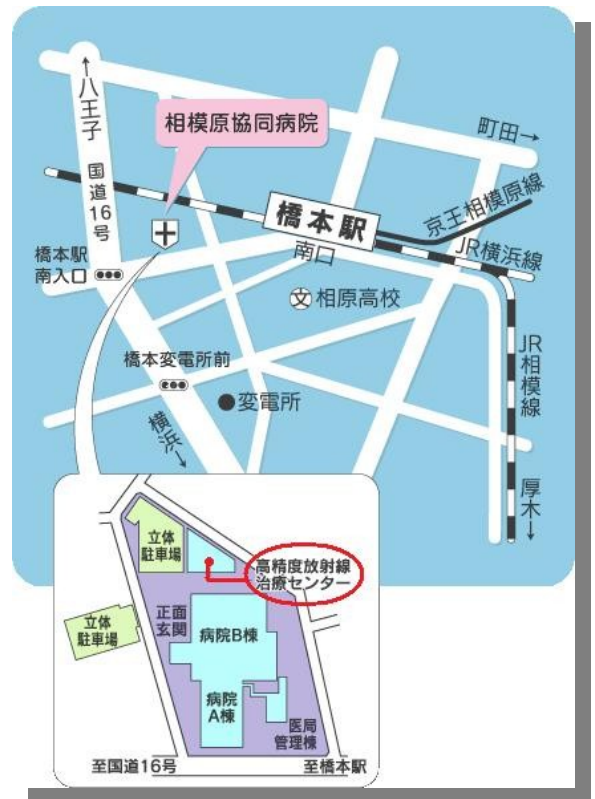 ↑八王子
国道16号
相模原協同病院
町田→
京王相模原線
橋本駅
南口
JR横浜線
橋本駅
南入口
文 相原高校
JR相模線
橋本変電所前
●変電所
横浜→
厚木→
立体
駐車場
高精度放射線
治療センター
正面
玄関
病院B棟
立体
駐車場
病院
A棟
医局
管理棟
至国道16号
至橋本駅